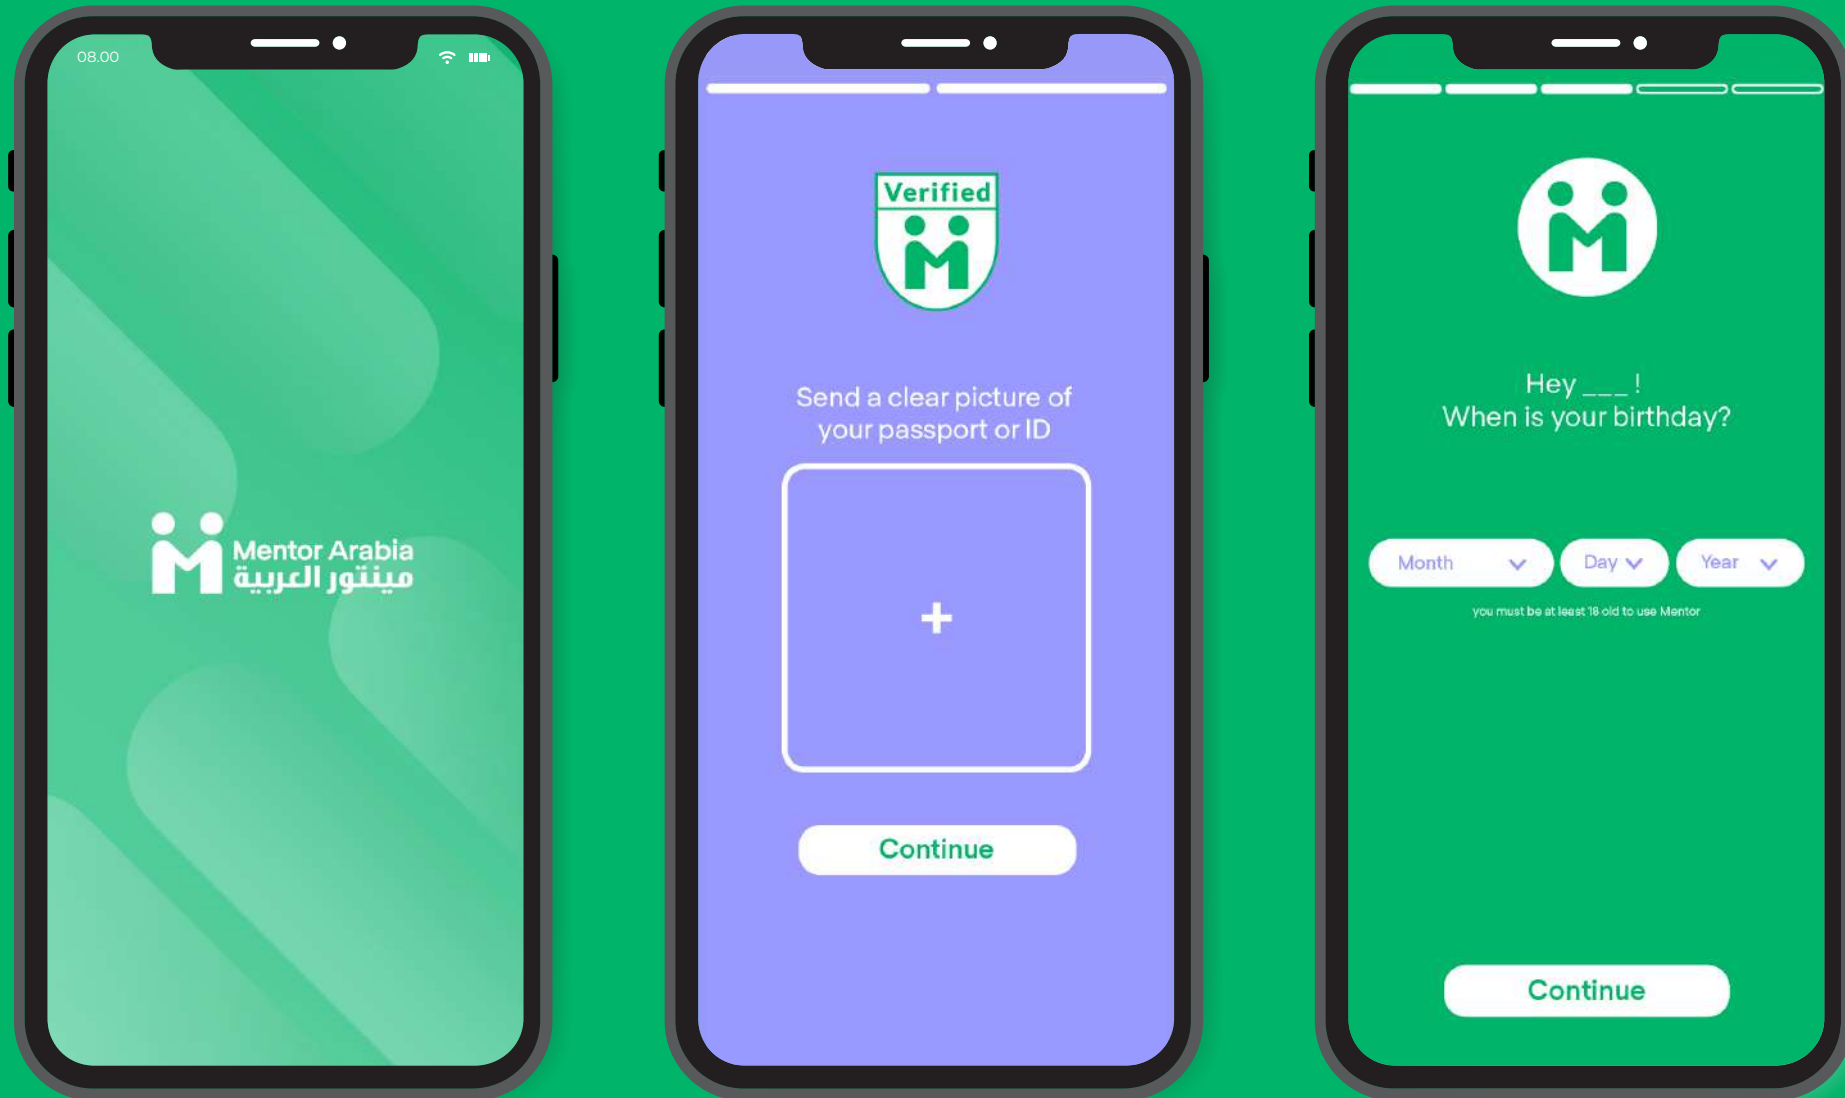 08.00
Mentor Arabia
مينتور العربية
Verified
Send a clear picture of
your passport or ID
+
Continue
Hey ___ !
When is your birthday?
Month
Day
Year
you must be at least 18 old to use Mentor
Continue